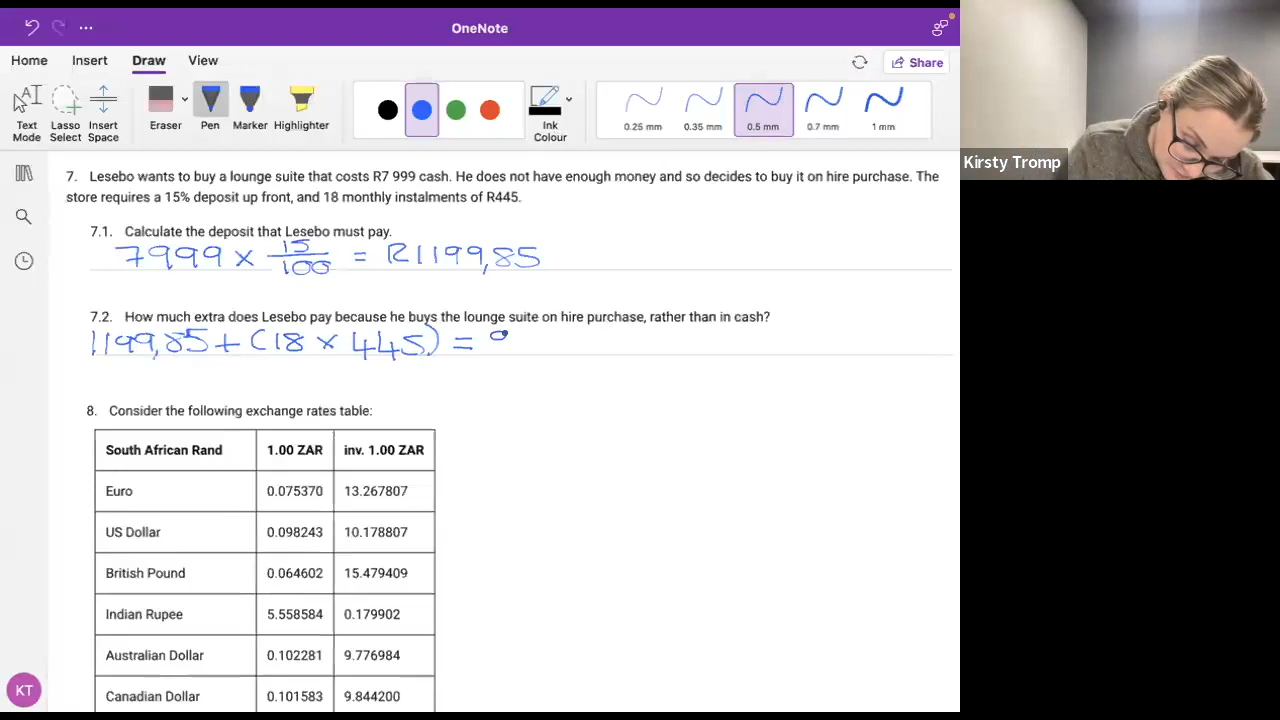 OneNote
Home Insert Draw View Share
Text Mode Lasso Select Insert Space Eraser Pen Marker Highlighter Ink Colour 0.25 mm 0.35 mm 0.5 mm 0.7 mm 1 mm
Kirsty Tromp
7. Lesebo wants to buy a lounge suite that costs R7 999 cash. He does not have enough money and so decides to buy it on hire purchase. The
store requires a 15% deposit up front, and 18 monthly instalments of R445.
7.1. Calculate the deposit that Lesebo must pay.
7999 × 15/100 = R1199,85
7.2. How much extra does Lesebo pay because he buys the lounge suite on hire purchase, rather than in cash?
1199,85 + (18 × 445) =
8. Consider the following exchange rates table:
South African Rand 1.00 ZAR inv. 1.00 ZAR
Euro 0.075370 13.267807
US Dollar 0.098243 10.178807
British Pound 0.064602 15.479409
Indian Rupee 5.558584 0.179902
Australian Dollar 0.102281 9.776984
Canadian Dollar 0.101583 9.844200
KT